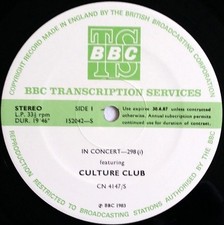 COPYRIGHT RECORD MADE IN ENGLAND BY THE BRITISH BROADCASTING CORPORATION
TS
BBC
BBC TRANSCRIPTION SERVICES
STEREO
L.P. 33⅓ rpm
DUR. 19'46"
SIDE 1
152042—S
Use expires 30.6.87 unless contracted
otherwise. Annual subscription permits
continued use for duration of contract.
IN CONCERT—298(i)
featuring
CULTURE CLUB
CN 4147/S
℗ BBC 1983
REPRODUCTION RESTRICTED TO BROADCASTING STATIONS AUTHORISED BY THE BBC